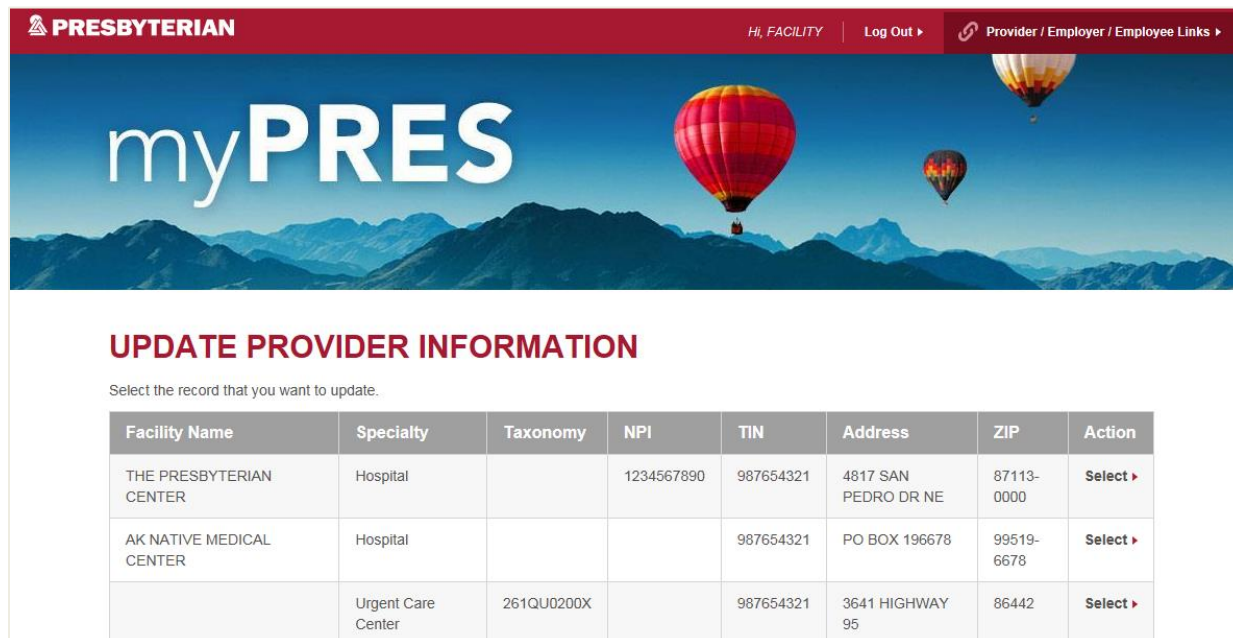 PRESBYTERIAN
Hi, FACILITY
Log Out
Provider / Employer / Employee Links
myPRES
UPDATE PROVIDER INFORMATION
Select the record that you want to update.
Facility Name Specialty Taxonomy NPI TIN Address ZIP Action
THE PRESBYTERIAN Hospital 1234567890 987654321 4817 SAN 87113- Select
CENTER PEDRO DR NE 0000
AK NATIVE MEDICAL Hospital 987654321 PO BOX 196678 99519- Select
CENTER 6678
Urgent Care 261QU0200X 987654321 3641 HIGHWAY 86442 Select
Center 95